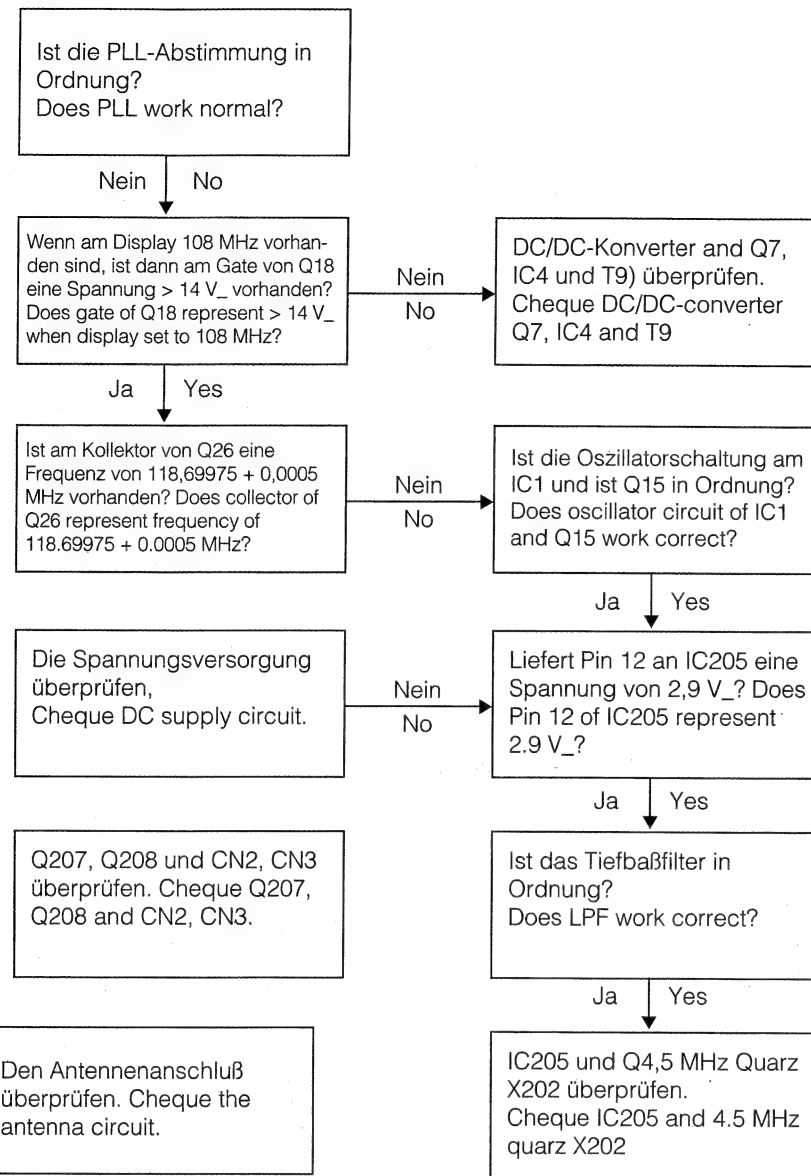 Ist die PLL-Abstimmung in
Ordnung?
Does PLL work normal?
Nein No
Wenn am Display 108 MHz vorhan-
den sind, ist dann am Gate von Q18
eine Spannung > 14 V_ vorhanden?
Does gate of Q18 represent > 14 V_
when display set to 108 MHz?
Nein
No
DC/DC-Konverter and Q7,
IC4 und T9) überprüfen.
Cheque DC/DC-converter
Q7, IC4 and T9
Ja Yes
Ist am Kollektor von Q26 eine
Frequenz von 118,69975 + 0,0005
MHz vorhanden? Does collector of
Q26 represent frequency of
118.69975 + 0.0005 MHz?
Nein
No
Ist die Oszillatorschaltung am
IC1 und ist Q15 in Ordnung?
Does oscillator circuit of IC1
and Q15 work correct?
Ja Yes
Die Spannungsversorgung
überprüfen,
Cheque DC supply circuit.
Nein
No
Liefert Pin 12 an IC205 eine
Spannung von 2,9 V_? Does
Pin 12 of IC205 represent
2.9 V_?
Ja Yes
Q207, Q208 und CN2, CN3
überprüfen. Cheque Q207,
Q208 and CN2, CN3.
Ist das Tiefbaßfilter in
Ordnung?
Does LPF work correct?
Ja Yes
Den Antennenanschluß
überprüfen. Cheque the
antenna circuit.
IC205 und Q4,5 MHz Quarz
X202 überprüfen.
Cheque IC205 and 4.5 MHz
quarz X202